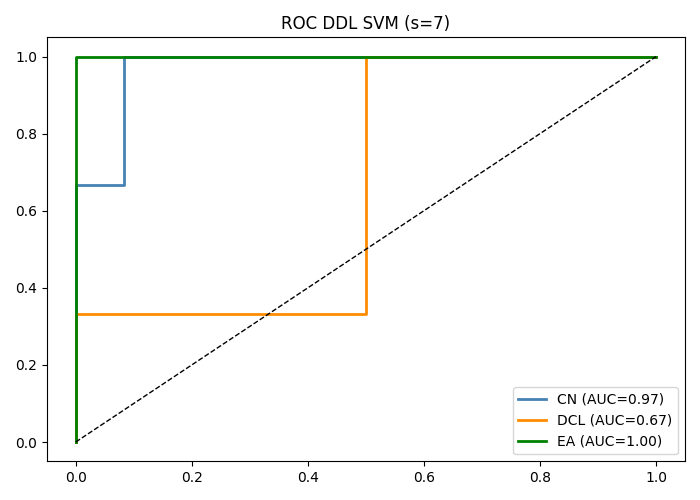 ROC DDL SVM (s=7)
1.0
0.8
0.6
0.4
0.2
0.0
0.0 0.2 0.4 0.6 0.8 1.0
CN (AUC=0.97)
DCL (AUC=0.67)
EA (AUC=1.00)